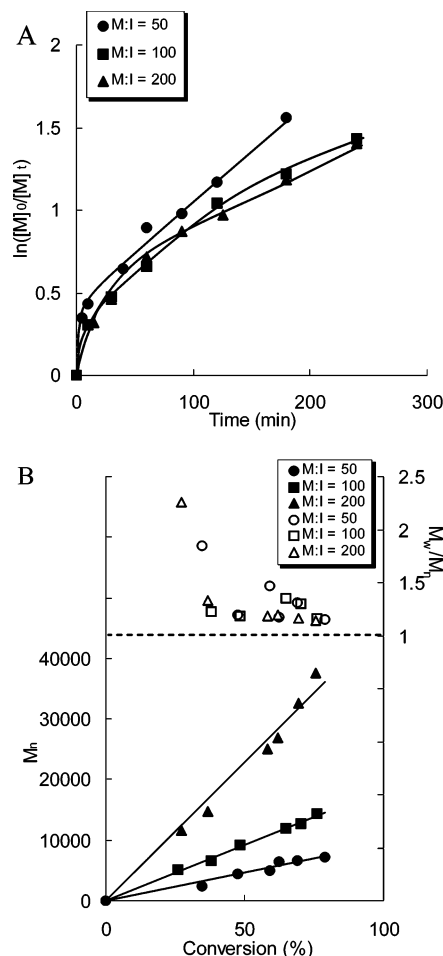 A
● M:I = 50
■ M:I = 100
▲ M:I = 200
2
1.5
1
0.5
0
ln([M]0/[M] t)
0 100 200 300
Time (min)
B
● M:I = 50
■ M:I = 100
▲ M:I = 200
○ M:I = 50
□ M:I = 100
△ M:I = 200
2.5
2
1.5
1
Mw/Mn
40000
30000
20000
10000
0
Mn
0 50 100
Conversion (%)